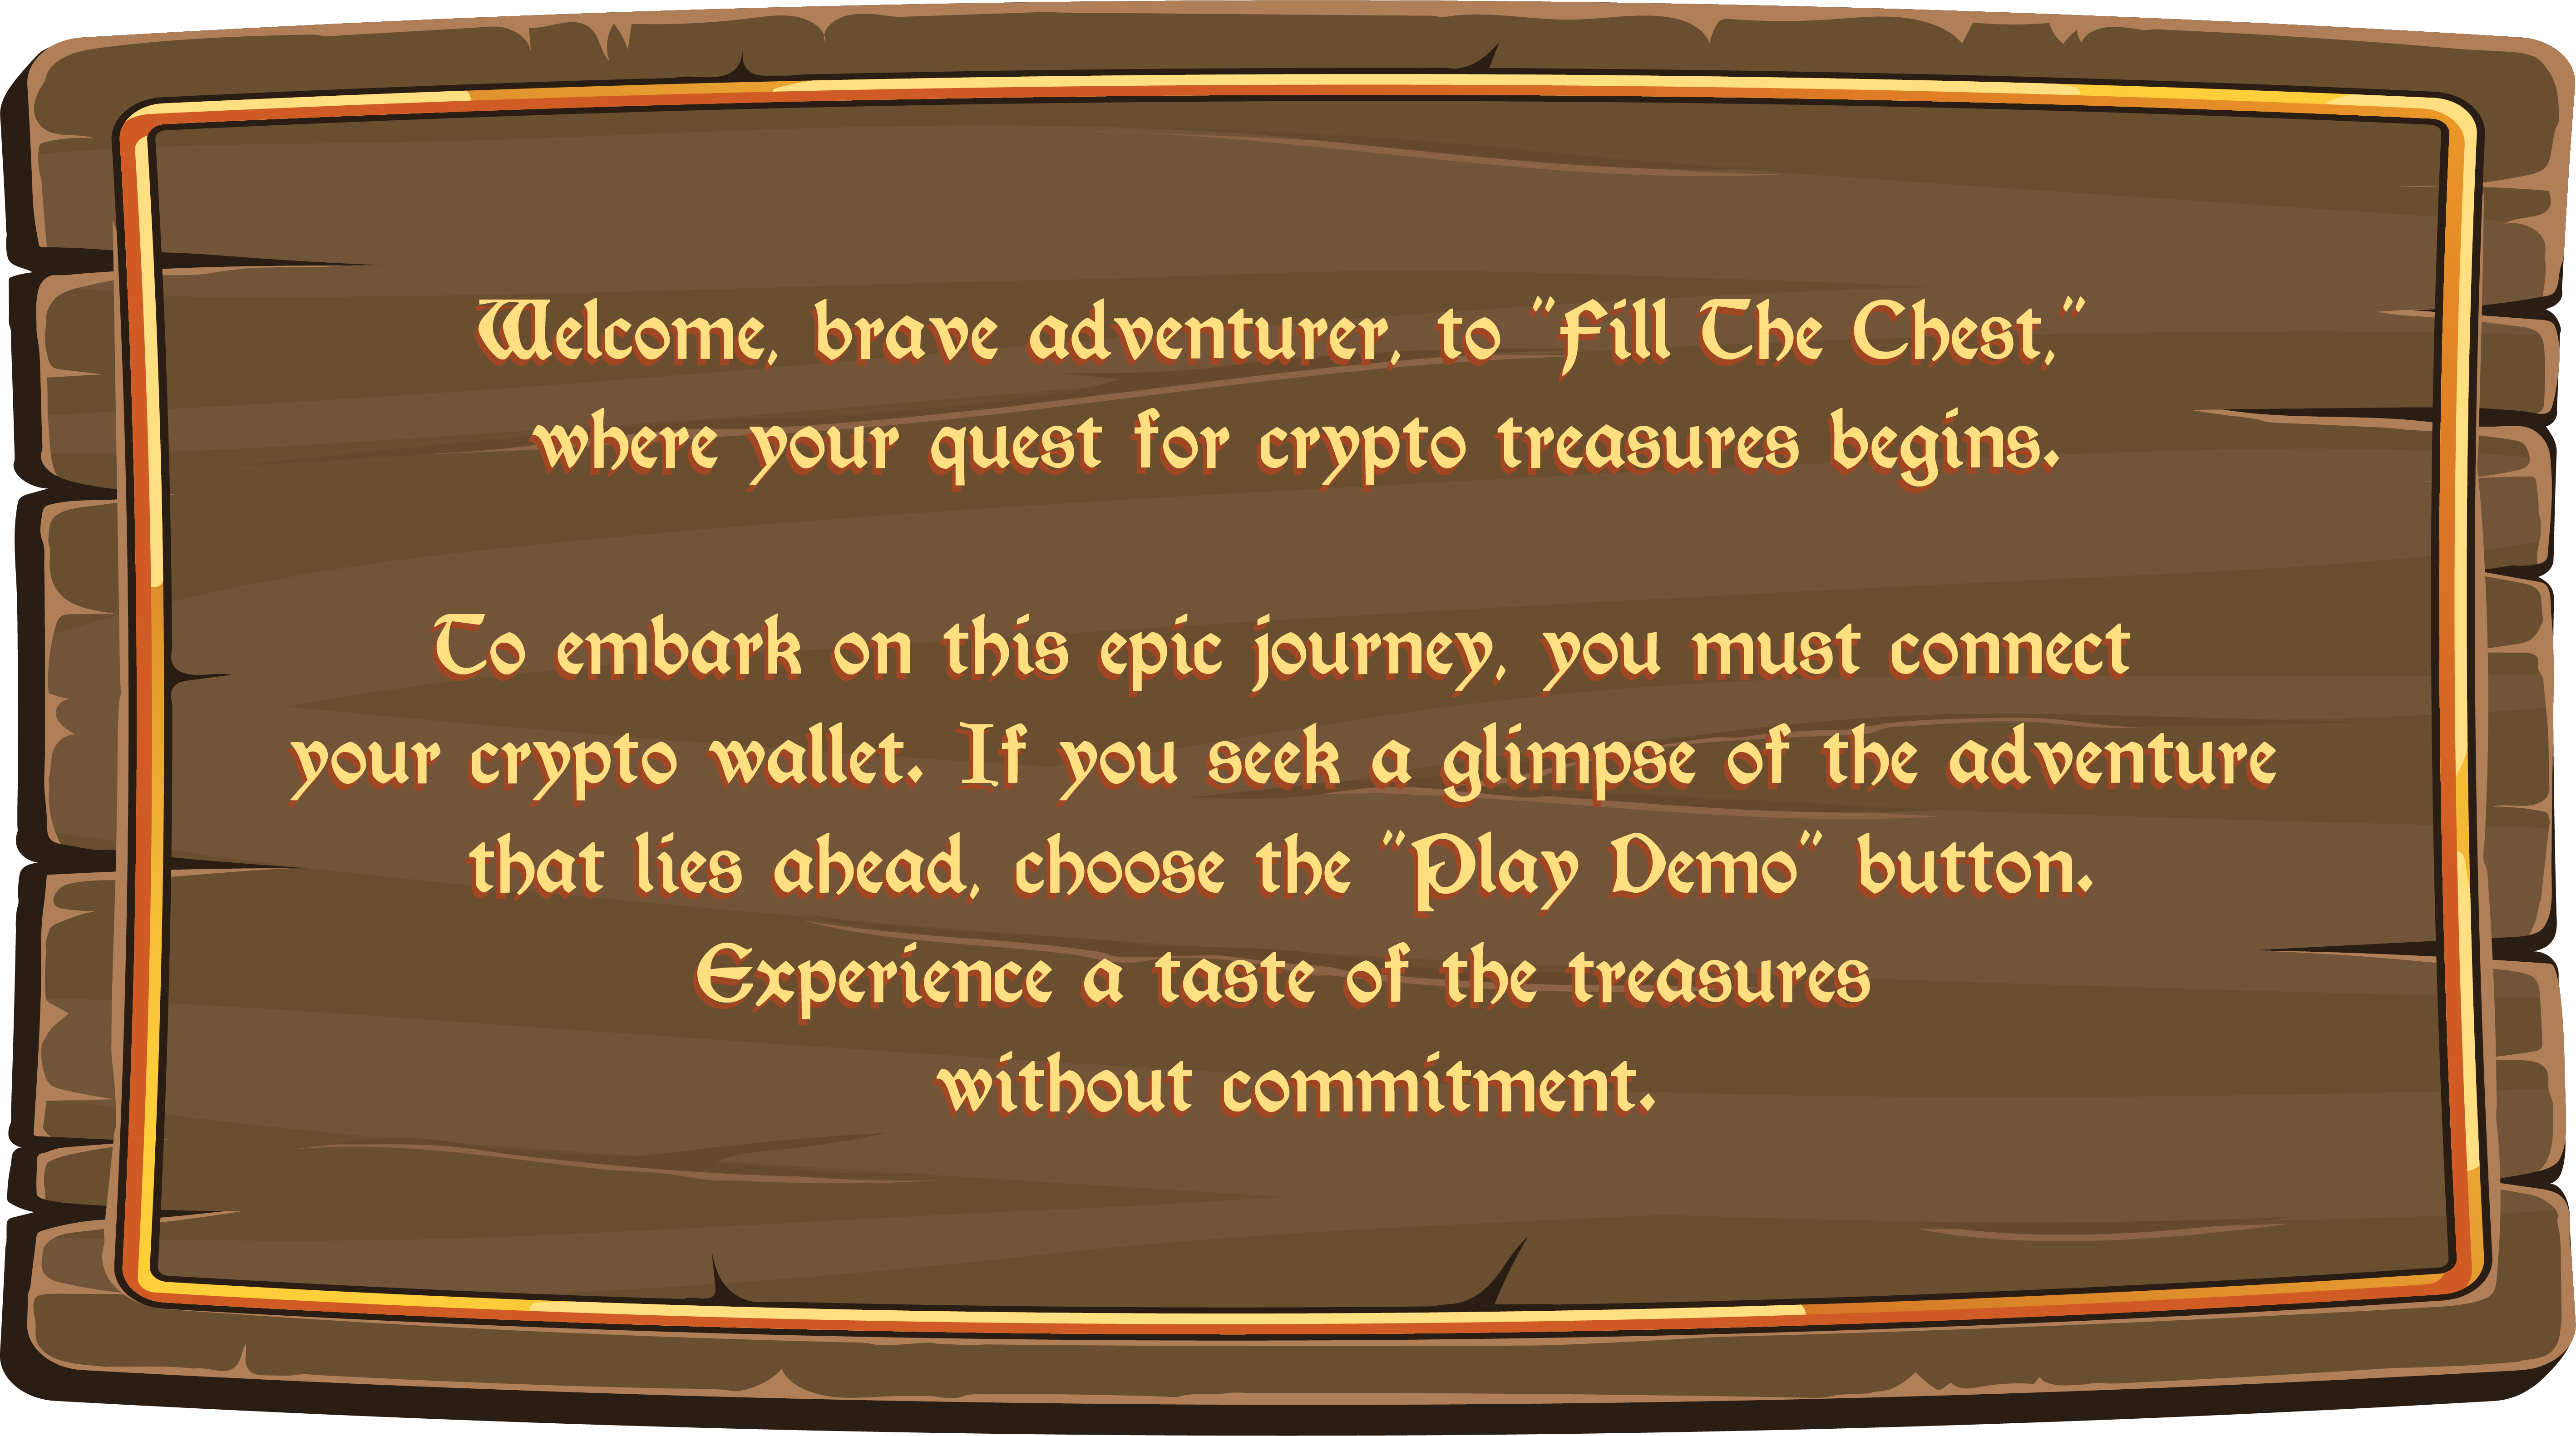 Welcome, brave adventurer, to "Fill The Chest,"
where your quest for crypto treasures begins.
To embark on this epic journey, you must connect
your crypto wallet. If you seek a glimpse of the adventure
that lies ahead, choose the "Play Demo" button.
Experience a taste of the treasures
without commitment.